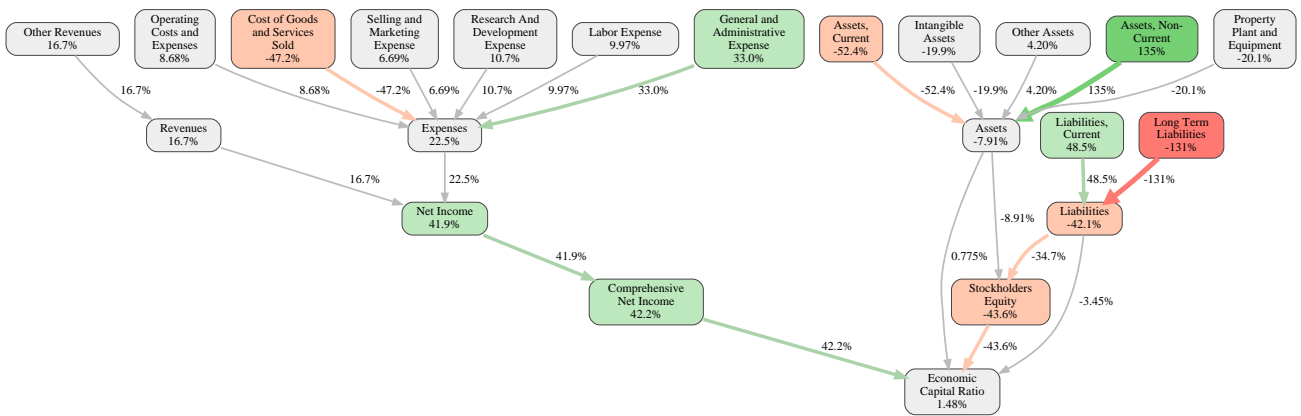 Other Revenues
16.7%
Operating
Costs and
Expenses
8.68%
Cost of Goods
and Services
Sold
-47.2%
Selling and
Marketing
Expense
6.69%
Research And
Development
Expense
10.7%
Labor Expense
9.97%
General and
Administrative
Expense
33.0%
Assets,
Current
-52.4%
Intangible
Assets
-19.9%
Other Assets
4.20%
Assets, Non-
Current
135%
Property
Plant and
Equipment
-20.1%
16.7%
8.68%
-47.2%
6.69%
10.7%
9.97%
33.0%
-52.4%
-19.9%
4.20%
135%
-20.1%
Revenues
16.7%
Expenses
22.5%
Assets
-7.91%
Liabilities,
Current
48.5%
Long Term
Liabilities
-131%
16.7%
22.5%
48.5%
-131%
Net Income
41.9%
-8.91%
Liabilities
-42.1%
41.9%
0.775%
-34.7%
Comprehensive
Net Income
42.2%
Stockholders
Equity
-43.6%
-3.45%
42.2%
-43.6%
Economic
Capital Ratio
1.48%